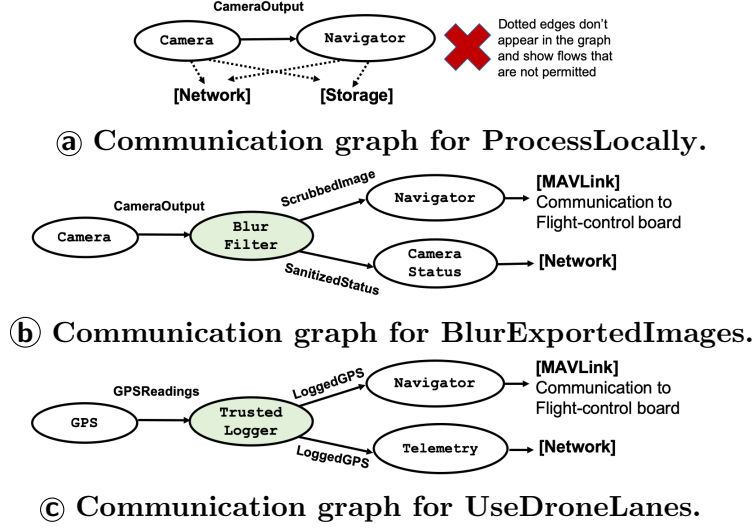 CameraOutput
Camera
Navigator
Dotted edges don't
appear in the graph
and show flows that
are not permitted
[Network]
[Storage]
ⓐ Communication graph for ProcessLocally.
CameraOutput
Camera
Blur
Filter
ScrubbedImage
SanitizedStatus
Navigator
[MAVLink]
Communication to
Flight-control board
Camera
Status
[Network]
ⓑ Communication graph for BlurExportedImages.
GPSReadings
GPS
Trusted
Logger
LoggedGPS
LoggedGPS
Navigator
[MAVLink]
Communication to
Flight-control board
Telemetry
[Network]
ⓒ Communication graph for UseDroneLanes.